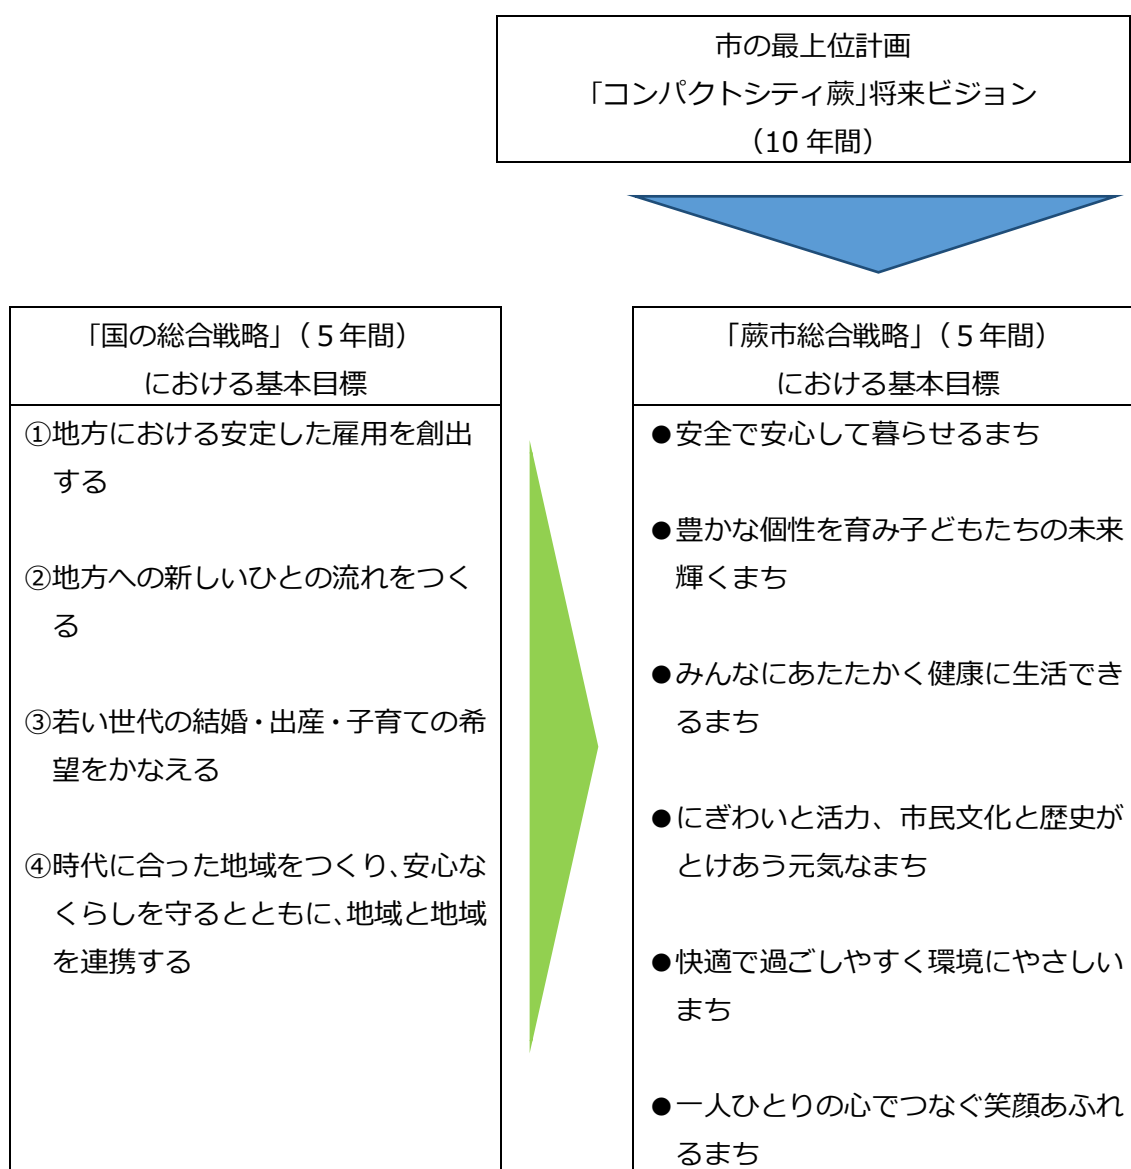 市の最上位計画
「コンパクトシティ蕨」将来ビジョン
（10 年間）
「国の総合戦略」（５年間）
における基本目標
①地方における安定した雇用を創出
する
②地方への新しいひとの流れをつく
る
③若い世代の結婚・出産・子育ての希
望をかなえる
④時代に合った地域をつくり、安心な
くらしを守るとともに、地域と地域
を連携する
「蕨市総合戦略」（５年間）
における基本目標
●安全で安心して暮らせるまち
●豊かな個性を育み子どもたちの未来
輝くまち
●みんなにあたたかく健康に生活でき
るまち
●にぎわいと活力、市民文化と歴史が
とけあう元気なまち
●快適で過ごしやすく環境にやさしい
まち
●一人ひとりの心でつなぐ笑顔あふれ
るまち